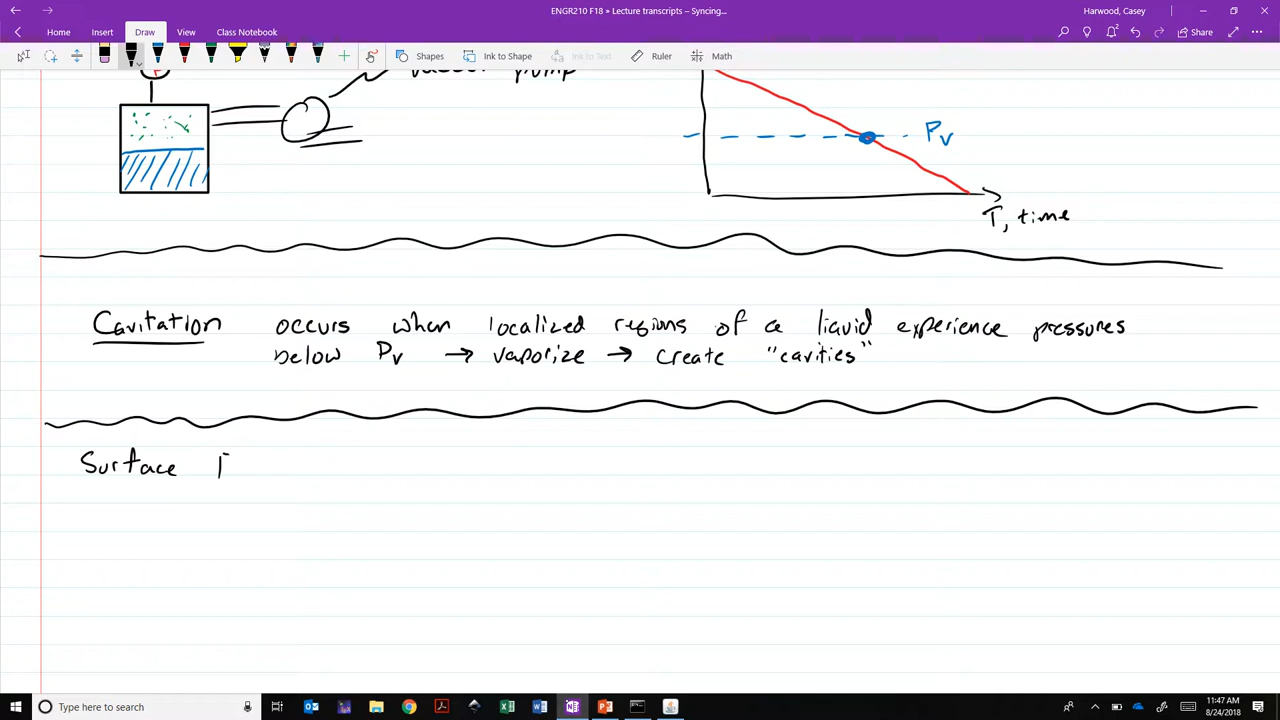 ENGR210 F18 » Lecture transcripts – Syncing...
Harwood, Casey
Home Insert Draw View Class Notebook
Share
Shapes Ink to Shape Ink to Text Ruler Math
pump
Pv
T, time
Cavitation occurs when localized regions of a liquid experience pressures
below Pv → vaporize → create "cavities"
Surface
Type here to search
11:47 AM
8/24/2018